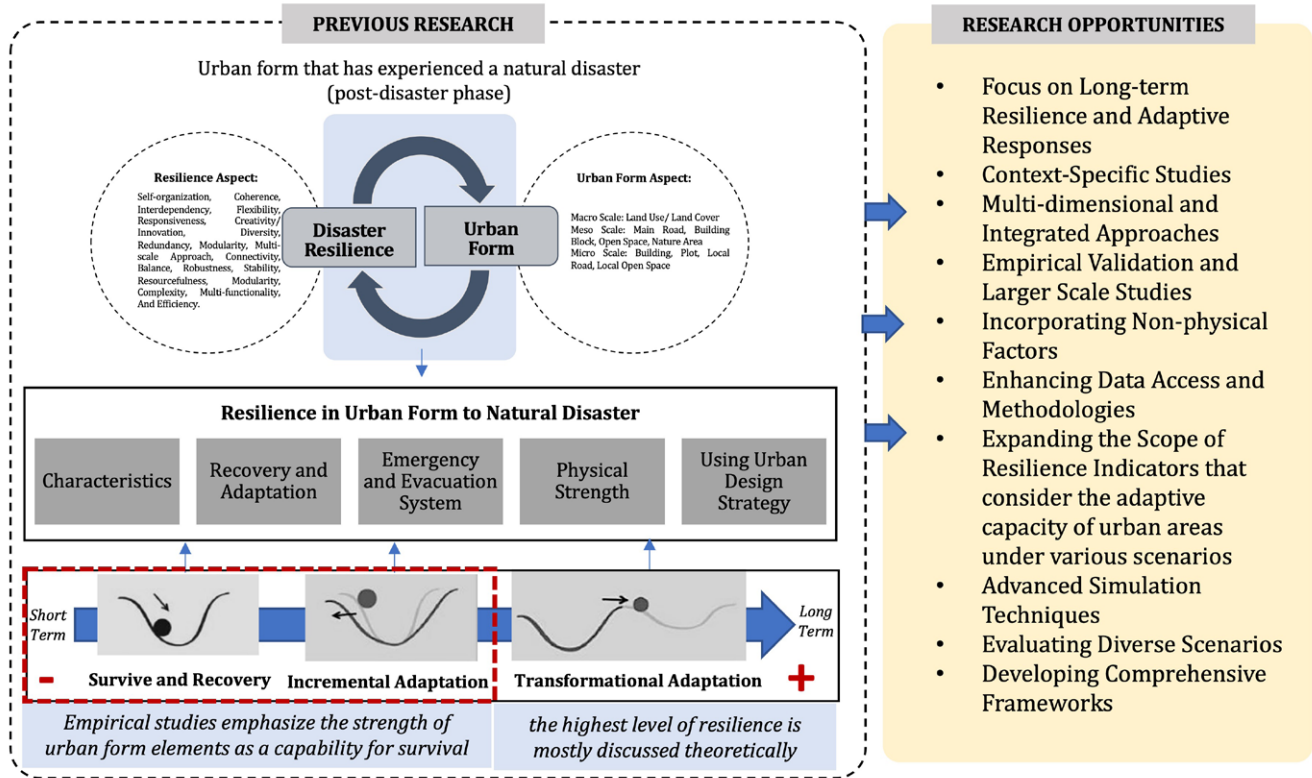 PREVIOUS RESEARCH
Urban form that has experienced a natural disaster
(post-disaster phase)
Resilience Aspect:
Self-organization, Coherence,
Interdependency, Flexibility,
Responsiveness, Creativity/
Innovation, Diversity,
Redundancy, Modularity, Multi-
scale Approach, Connectivity,
Balance, Robustness, Stability,
Resourcefulness, Modularity,
Complexity, Multi-functionality,
And Efficiency.
Disaster
Resilience
Urban
Form
Urban Form Aspect:
Macro Scale: Land Use/ Land Cover
Meso Scale: Main Road, Building
Block, Open Space, Nature Area
Micro Scale: Building, Plot, Local
Road, Local Open Space
Resilience in Urban Form to Natural Disaster
Characteristics
Recovery and
Adaptation
Emergency
and Evacuation
System
Physical
Strength
Using Urban
Design
Strategy
Short
Term
Long
Term
-
Survive and Recovery
Incremental Adaptation
Transformational Adaptation
+
Empirical studies emphasize the strength of
urban form elements as a capability for survival
the highest level of resilience is
mostly discussed theoretically
RESEARCH OPPORTUNITIES
• Focus on Long-term
Resilience and Adaptive
Responses
• Context-Specific Studies
• Multi-dimensional and
Integrated Approaches
• Empirical Validation and
Larger Scale Studies
• Incorporating Non-physical
Factors
• Enhancing Data Access and
Methodologies
• Expanding the Scope of
Resilience Indicators that
consider the adaptive
capacity of urban areas
under various scenarios
• Advanced Simulation
Techniques
• Evaluating Diverse Scenarios
• Developing Comprehensive
Frameworks